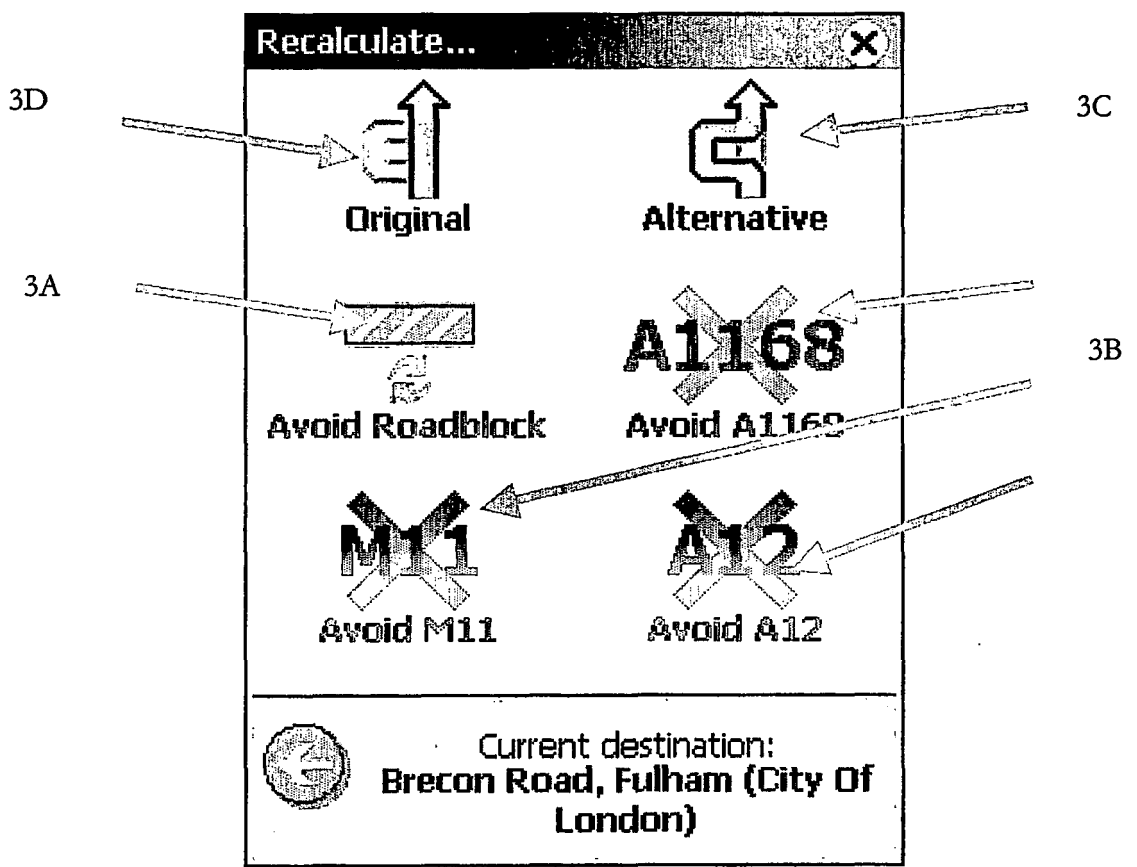 Recalculate...
3D
3C
Original
Alternative
3A
A1168
3B
Avoid Roadblock
Avoid A1168
M11
A12
Avoid M11
Avoid A12
Current destination:
Brecon Road, Fulham (City Of
London)